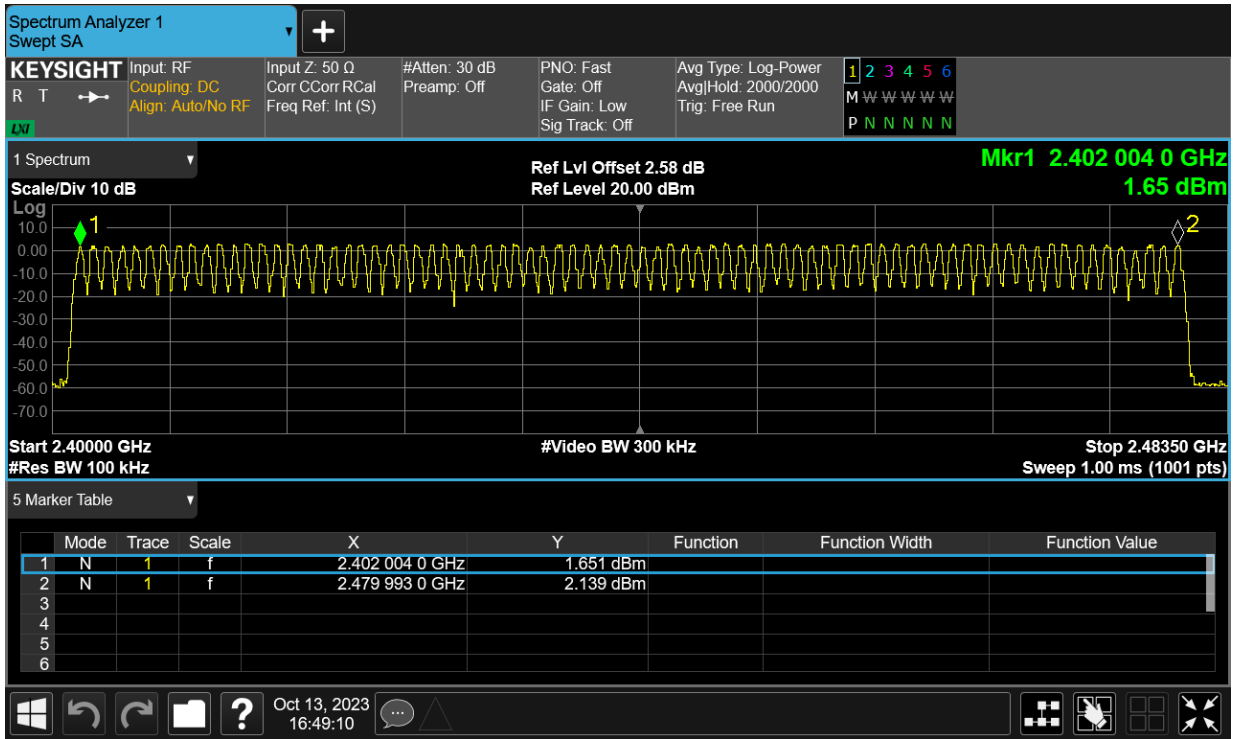 Spectrum Analyzer 1
Swept SA
KEYSIGHT
R T
LXI
Input: RF
Coupling: DC
Align: Auto/No RF
Input Z: 50 Ω
Corr CCorr RCal
Freq Ref: Int (S)
#Atten: 30 dB
Preamp: Off
PNO: Fast
Gate: Off
IF Gain: Low
Sig Track: Off
Avg Type: Log-Power
Avg|Hold: 2000/2000
Trig: Free Run
1 2 3 4 5 6
M W W W W W
P N N N N N
1 Spectrum
Scale/Div 10 dB
Ref Lvl Offset 2.58 dB
Ref Level 20.00 dBm
Mkr1 2.402 004 0 GHz
1.65 dBm
Log
10.0
0.00
-10.0
-20.0
-30.0
-40.0
-50.0
-60.0
-70.0
1
2
Start 2.40000 GHz
#Res BW 100 kHz
#Video BW 300 kHz
Stop 2.48350 GHz
Sweep 1.00 ms (1001 pts)
5 Marker Table
Mode Trace Scale X Y Function Function Width Function Value
1 N 1 f 2.402 004 0 GHz 1.651 dBm
2 N 1 f 2.479 993 0 GHz 2.139 dBm
3
4
5
6
?
Oct 13, 2023
16:49:10